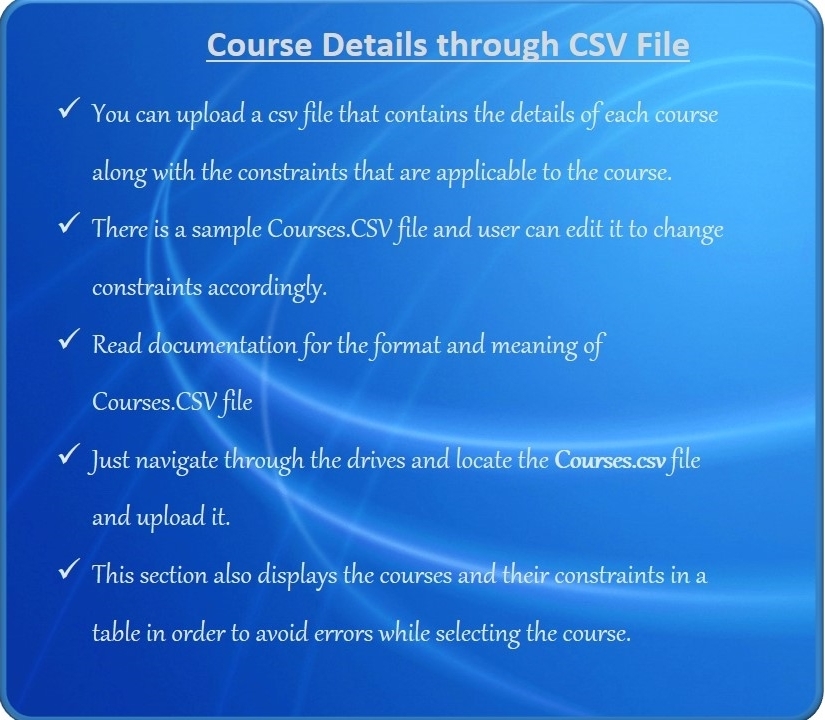 Course Details through CSV File
✓ You can upload a csv file that contains the details of each course
along with the constraints that are applicable to the course.
✓ There is a sample Courses.CSV file and user can edit it to change
constraints accordingly.
✓ Read documentation for the format and meaning of
Courses.CSV file
✓ Just navigate through the drives and locate the Courses.csv file
and upload it.
✓ This section also displays the courses and their constraints in a
table in order to avoid errors while selecting the course.